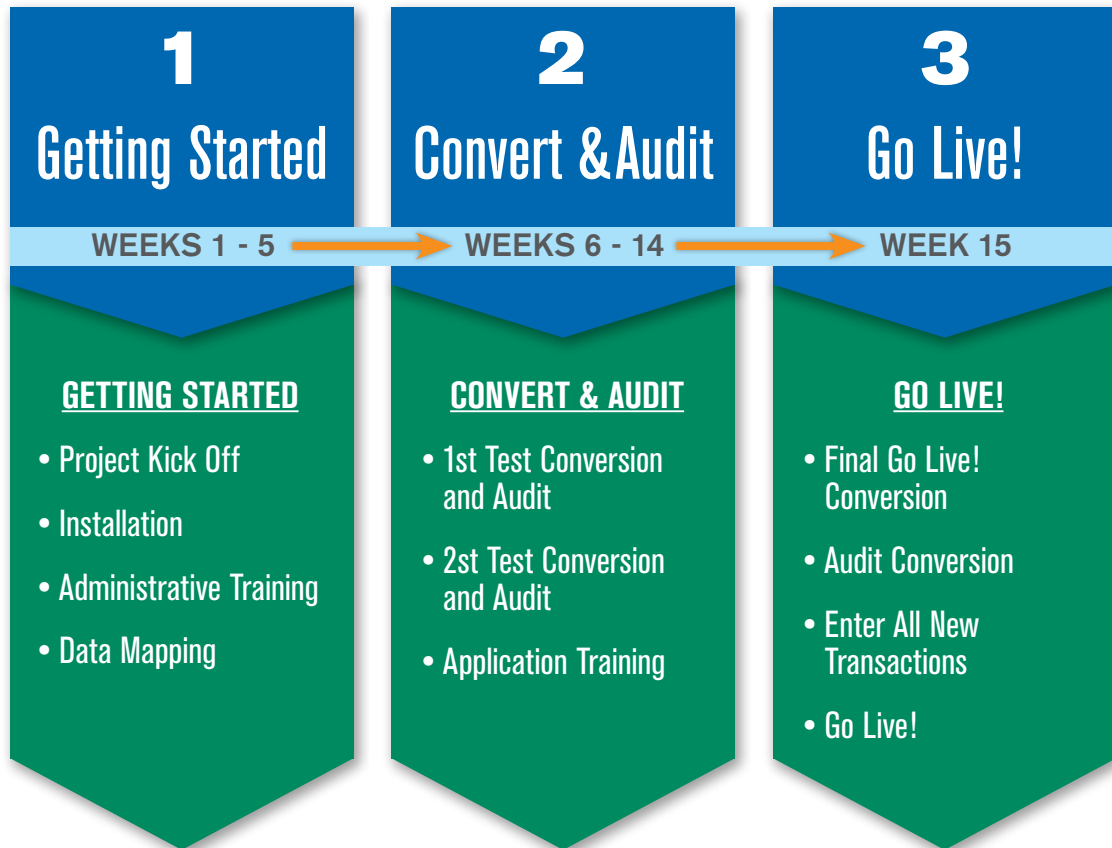 1
Getting Started
WEEKS 1 - 5
GETTING STARTED
• Project Kick Off
• Installation
• Administrative Training
• Data Mapping
2
Convert & Audit
WEEKS 6 - 14
CONVERT & AUDIT
• 1st Test Conversion
and Audit
• 2st Test Conversion
and Audit
• Application Training
3
Go Live!
WEEK 15
GO LIVE!
• Final Go Live!
Conversion
• Audit Conversion
• Enter All New
Transactions
• Go Live!